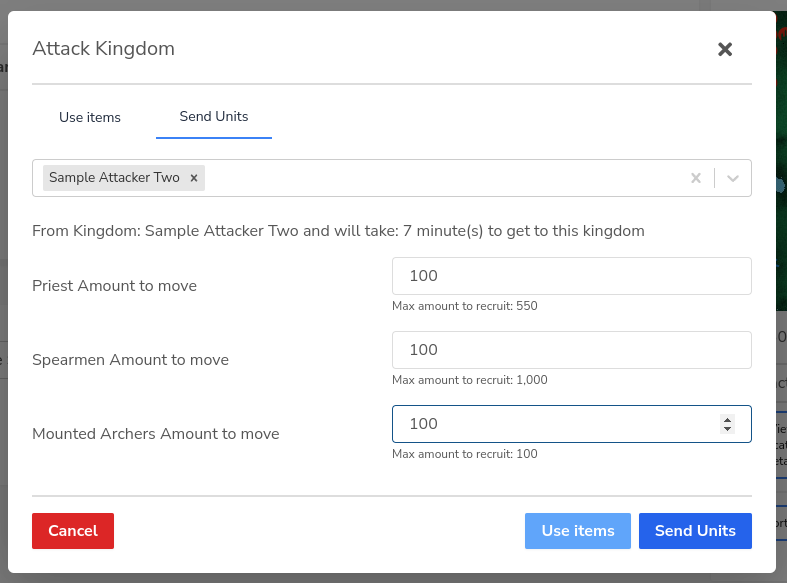 Attack Kingdom
Use items
Send Units
Sample Attacker Two
From Kingdom: Sample Attacker Two and will take: 7 minute(s) to get to this kingdom
Priest Amount to move
100
Max amount to recruit: 550
Spearmen Amount to move
100
Max amount to recruit: 1,000
Mounted Archers Amount to move
100
Max amount to recruit: 100
Cancel
Use items
Send Units